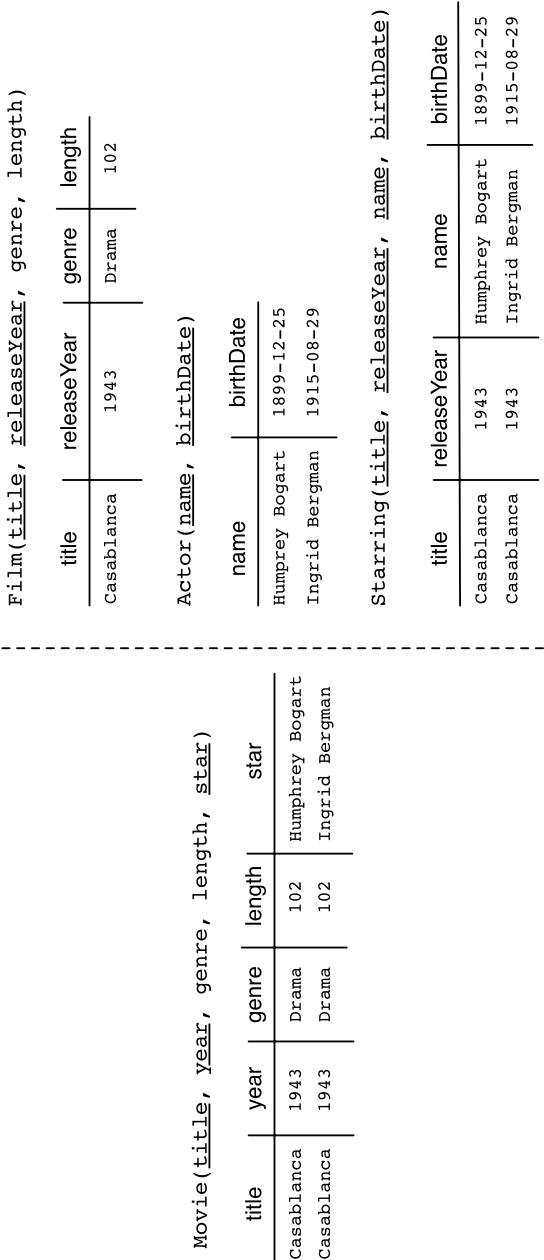 Movie(title, year, genre, length, star)
title year genre length star
Casablanca 1943 Drama 102 Humphrey Bogart
Casablanca 1943 Drama 102 Ingrid Bergman
Film(title, releaseYear, genre, length)
title releaseYear genre length
Casablanca 1943 Drama 102
Actor(name, birthDate)
name birthDate
Humprey Bogart 1899-12-25
Ingrid Bergman 1915-08-29
Starring(title, releaseYear, name, birthDate)
title releaseYear name birthDate
Casablanca 1943 Humphrey Bogart 1899-12-25
Casablanca 1943 Ingrid Bergman 1915-08-29